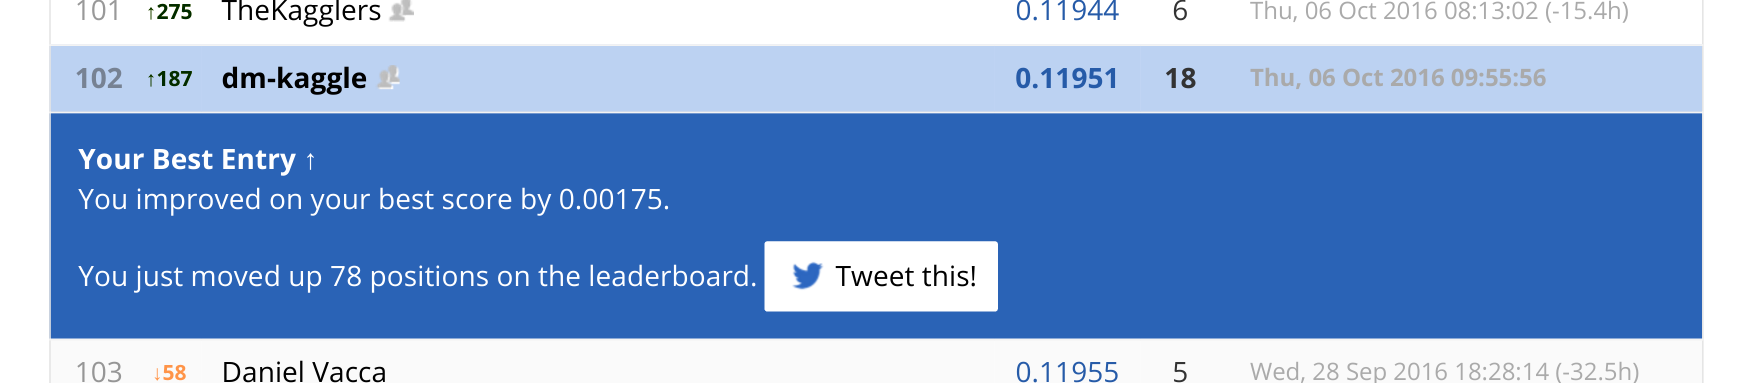 101 ↑275 TheKagglers 0.11944 6 Thu, 06 Oct 2016 08:13:02 (-15.4h)
102 ↑187 dm-kaggle 0.11951 18 Thu, 06 Oct 2016 09:55:56
Your Best Entry ↑
You improved on your best score by 0.00175.
You just moved up 78 positions on the leaderboard. Tweet this!
103 ↓58 Daniel Vacca 0.11955 5 Wed, 28 Sep 2016 18:28:14 (-32.5h)